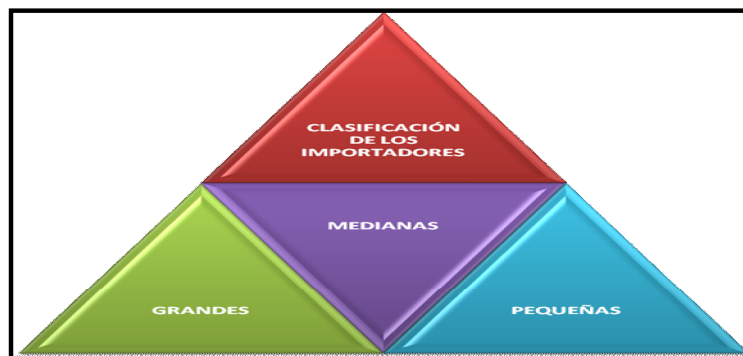 CLASIFICACIÓN
DE LOS
IMPORTADORES
MEDIANAS
GRANDES
PEQUEÑAS